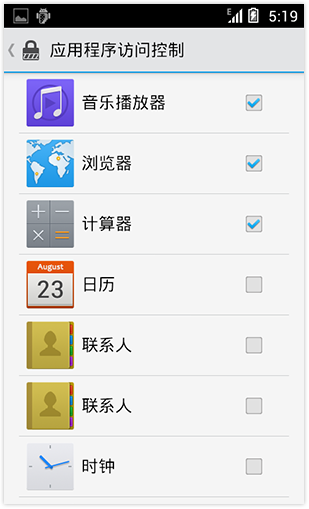 E 5:19
应用程序访问控制
音乐播放器
浏览器
计算器
August
23
日历
联系人
联系人
时钟